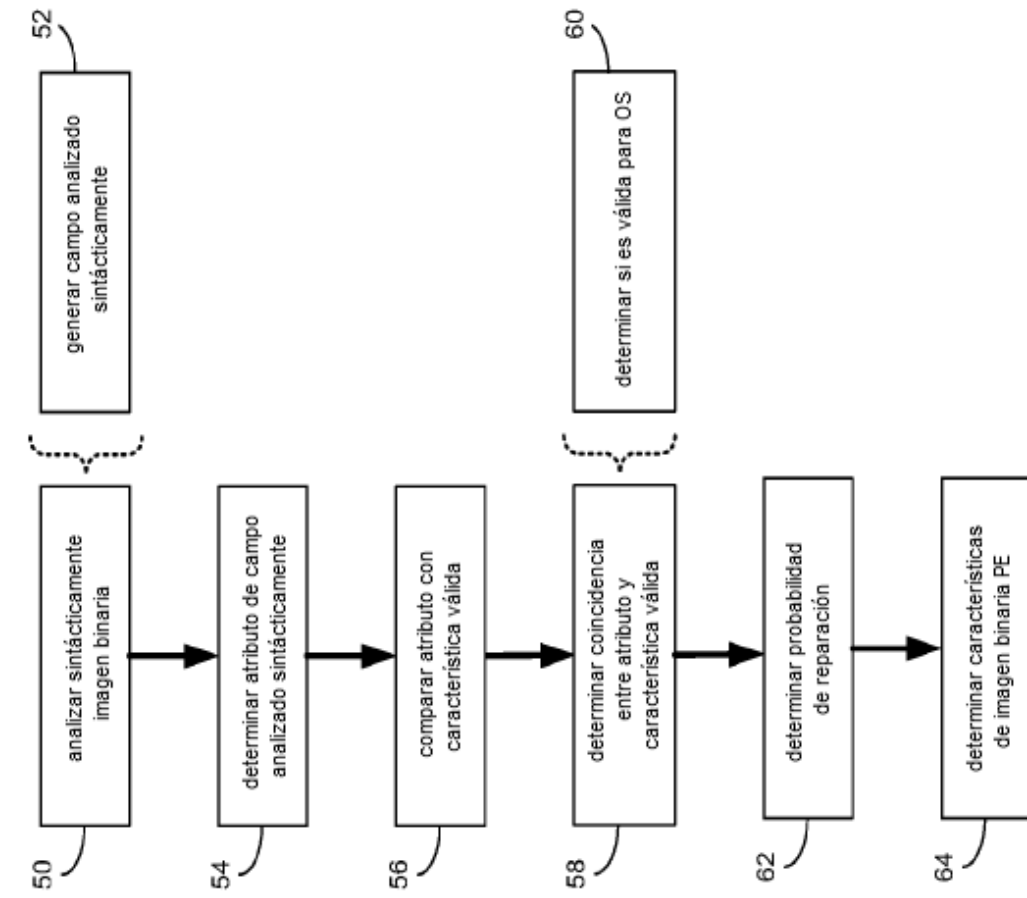 50
analizar sintácticamente
imagen binaria
52
generar campo analizado
sintácticamente
54
determinar atributo de campo
analizado sintácticamente
56
comparar atributo con
característica válida
58
determinar coincidencia
entre atributo y
característica válida
60
determinar si es válida para OS
62
determinar probabilidad
de reparación
64
determinar características
de imagen binaria PE